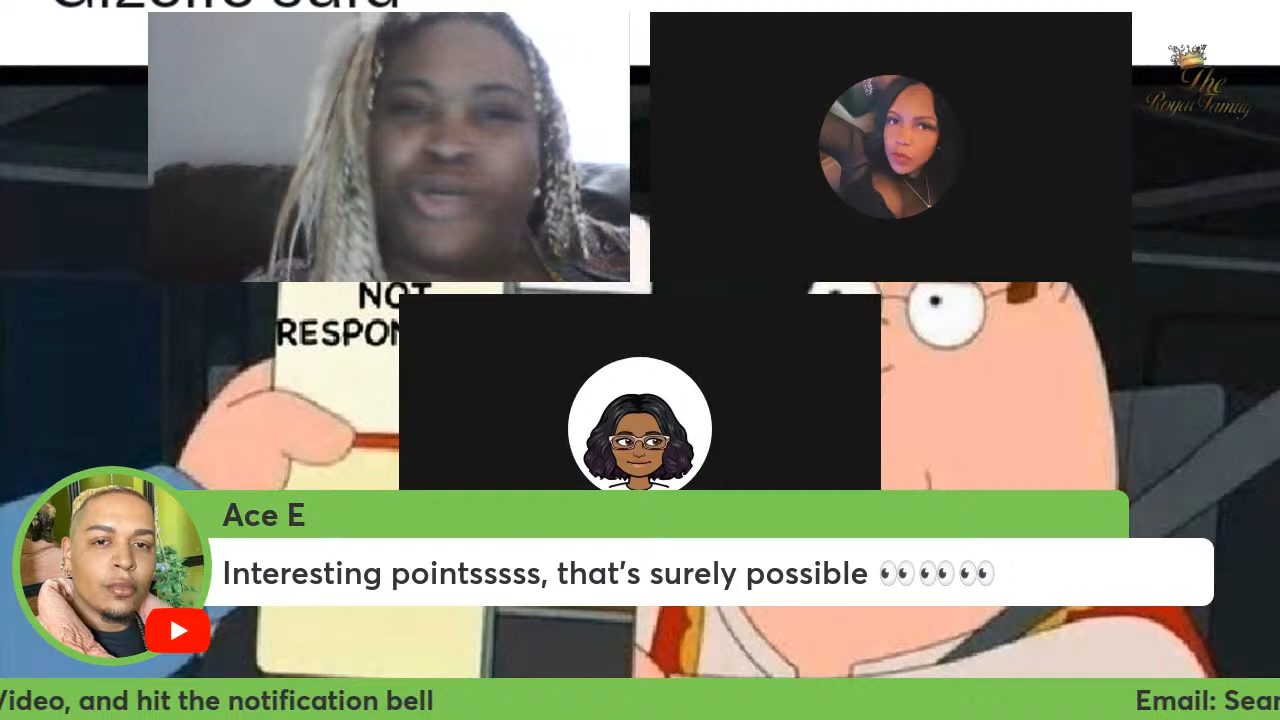 The
Royal Family
NOT
RESPON
Ace E
Interesting pointsssss, that's surely possible 👀👀👀
Video, and hit the notification bell
Email: Sear